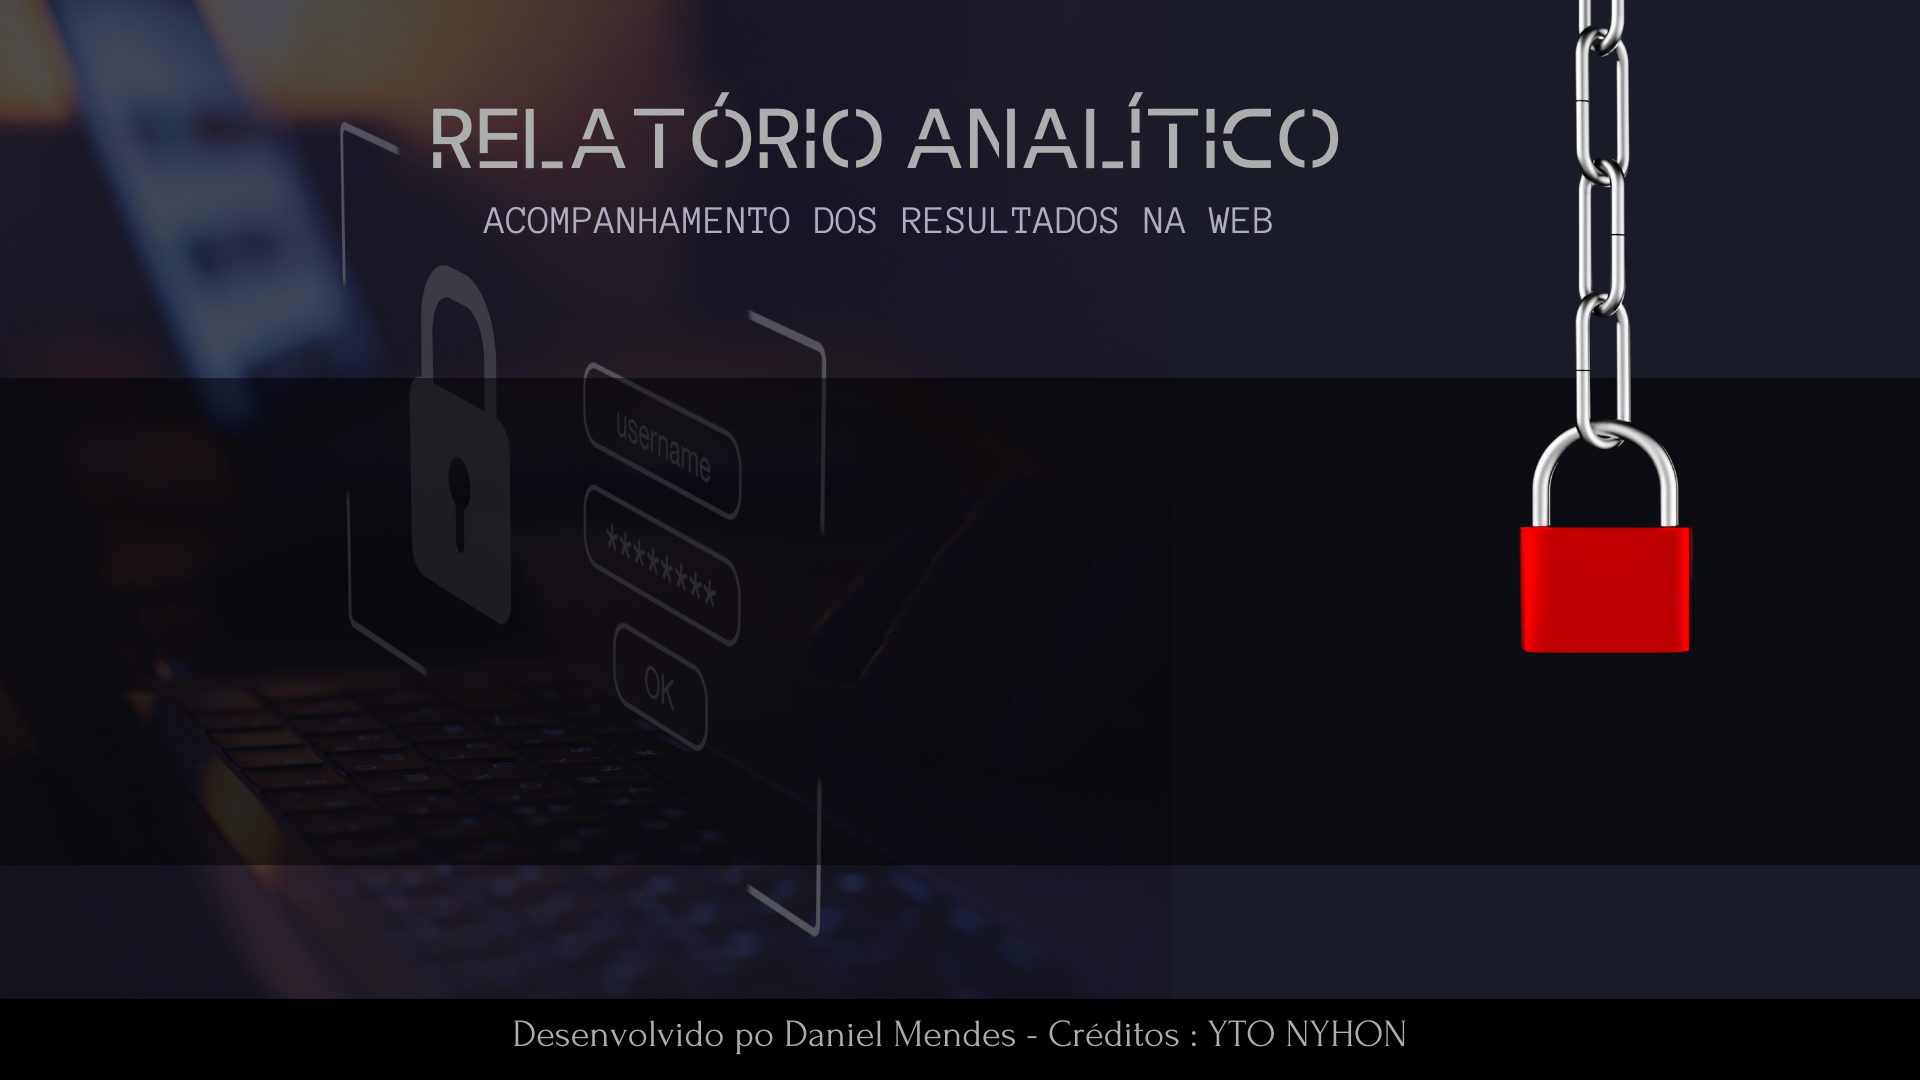 RELATÓRIO ANALÍTICO
ACOMPANHAMENTO DOS RESULTADOS NA WEB
username
********
OK
Desenvolvido po Daniel Mendes - Créditos : YTO NYHON